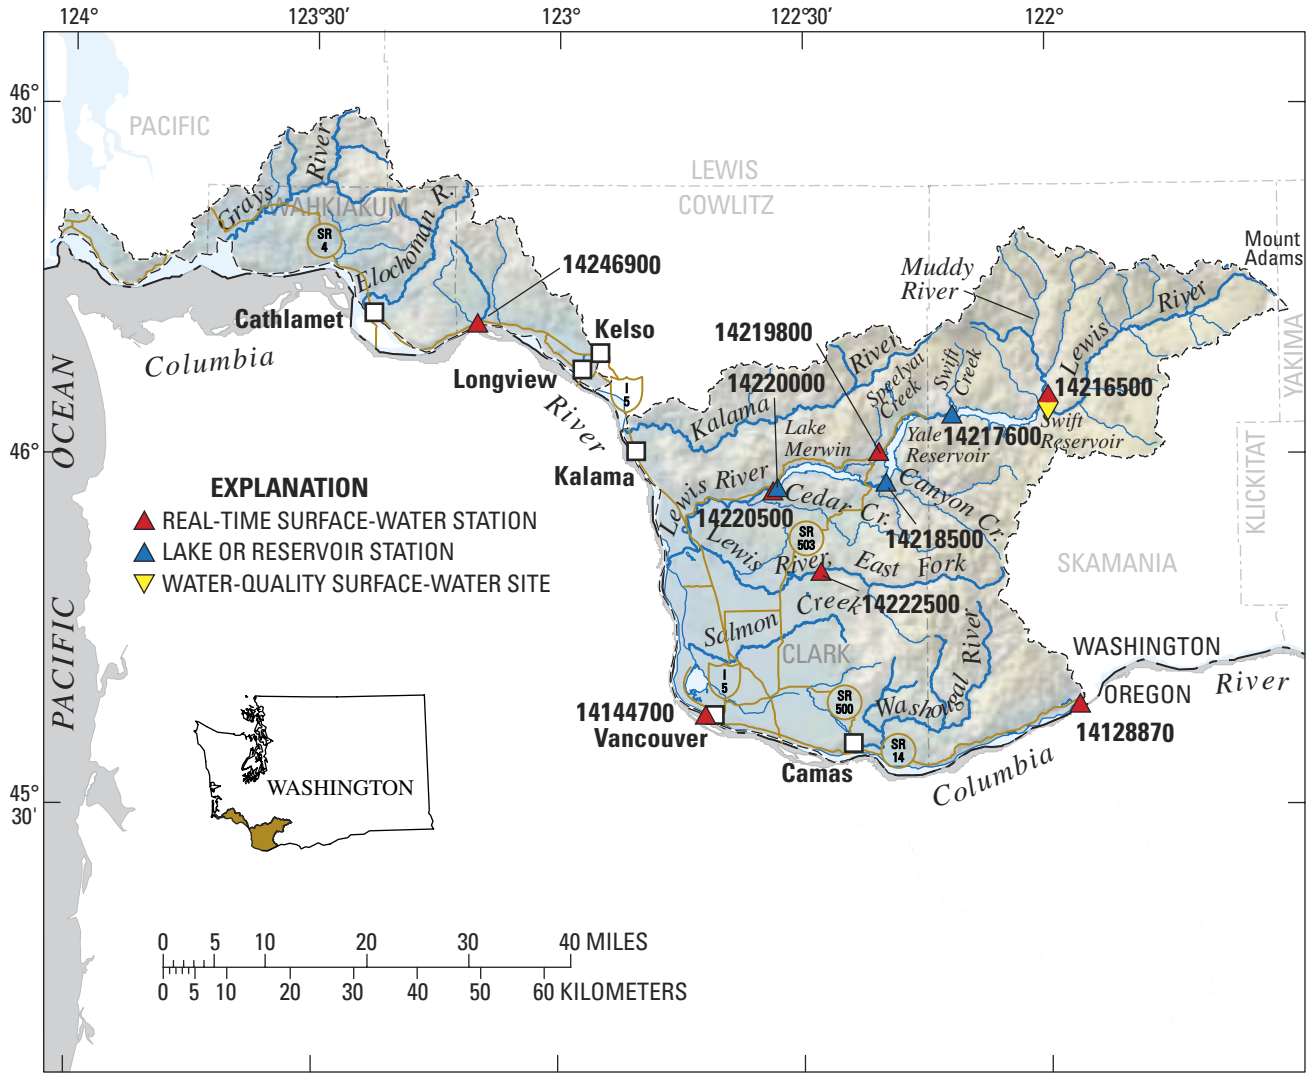 124°
123°30'
123°
122°30'
122°
46°
30'
46°
45°
30'
PACIFIC
LEWIS
COWLITZ
WAHKIAKUM
Grays
River
Elochoman R.
SR
4
14246900
Cathlamet
Columbia
River
Kelso
Longview
I
5
Kalama
Mount
Adams
YAKIMA
KLICKITAT
SKAMANIA
Muddy
River
Lewis
River
14219800
14220000
Kalama
River
Speelyai
Creek
Swift
Creek
14216500
Swift
Reservoir
14217600
Yale
Reservoir
Lake
Merwin
Lewis River
Cedar Cr.
Canyon Cr.
14220500
14218500
SR
503
Lewis
River,
East Fork
14222500
Salmon
Creek
CLARK
Washougal
River
I
5
SR
500
SR
14
14144700
Vancouver
Camas
14128870
WASHINGTON
OREGON
Columbia
River
PACIFIC OCEAN
EXPLANATION
REAL-TIME SURFACE-WATER STATION
LAKE OR RESERVOIR STATION
WATER-QUALITY SURFACE-WATER SITE
WASHINGTON
0 5 10 20 30 40 MILES
0 5 10 20 30 40 50 60 KILOMETERS